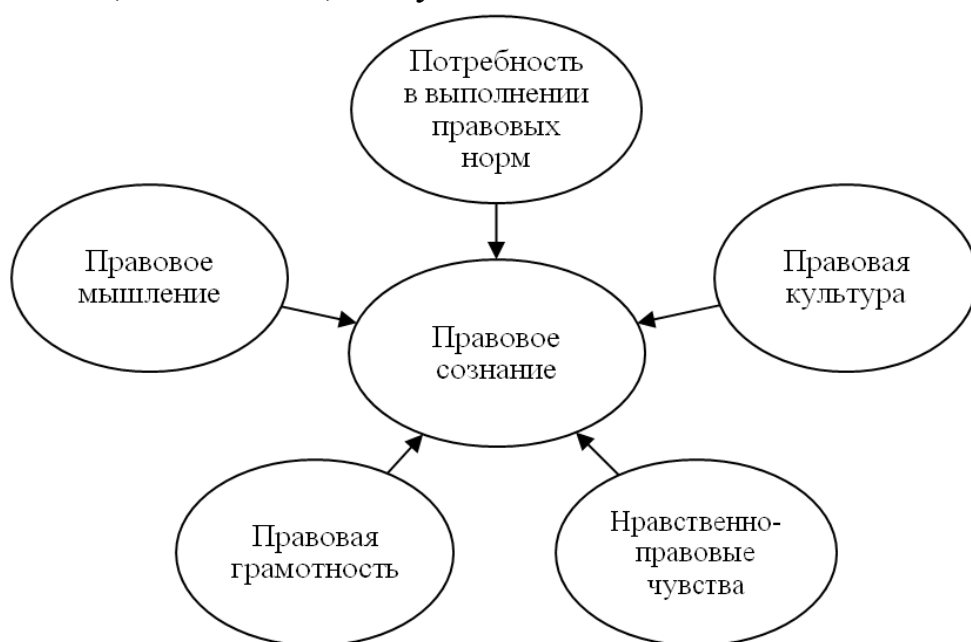 Потребность
в выполнении
правовых
норм
Правовое
мышление
Правовая
культура
Правовое
сознание
Правовая
грамотность
Нравственно-
правовые
чувства